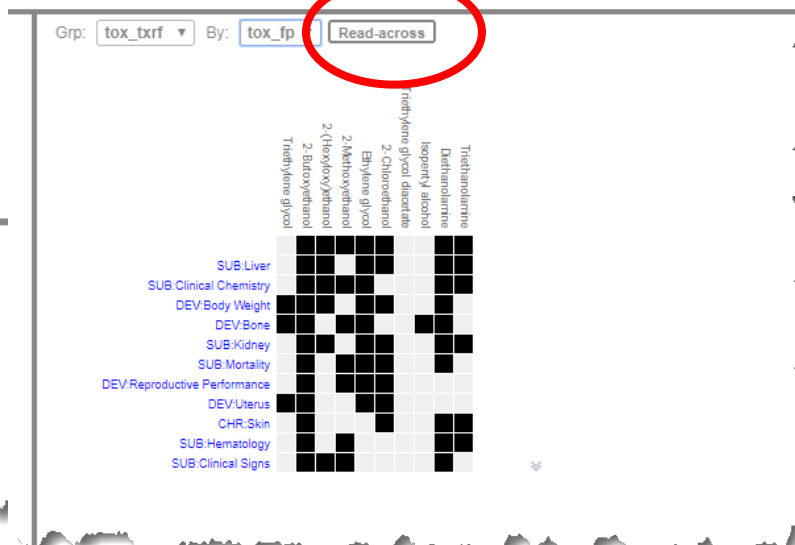 Grp: tox_txrf By: tox_fp Read-across
Triethylene glycol
2-Butoxyethanol
2-(Hexyloxy)ethanol
2-Methoxyethanol
Ethylene glycol
2-Chloroethanol
Triethylene glycol diacetate
Isopentyl alcohol
Diethanolamine
Triethanolamine
SUB:Liver
SUB:Clinical Chemistry
DEV:Body Weight
DEV:Bone
SUB:Kidney
SUB:Mortality
DEV:Reproductive Performance
DEV:Uterus
CHR:Skin
SUB:Hematology
SUB:Clinical Signs